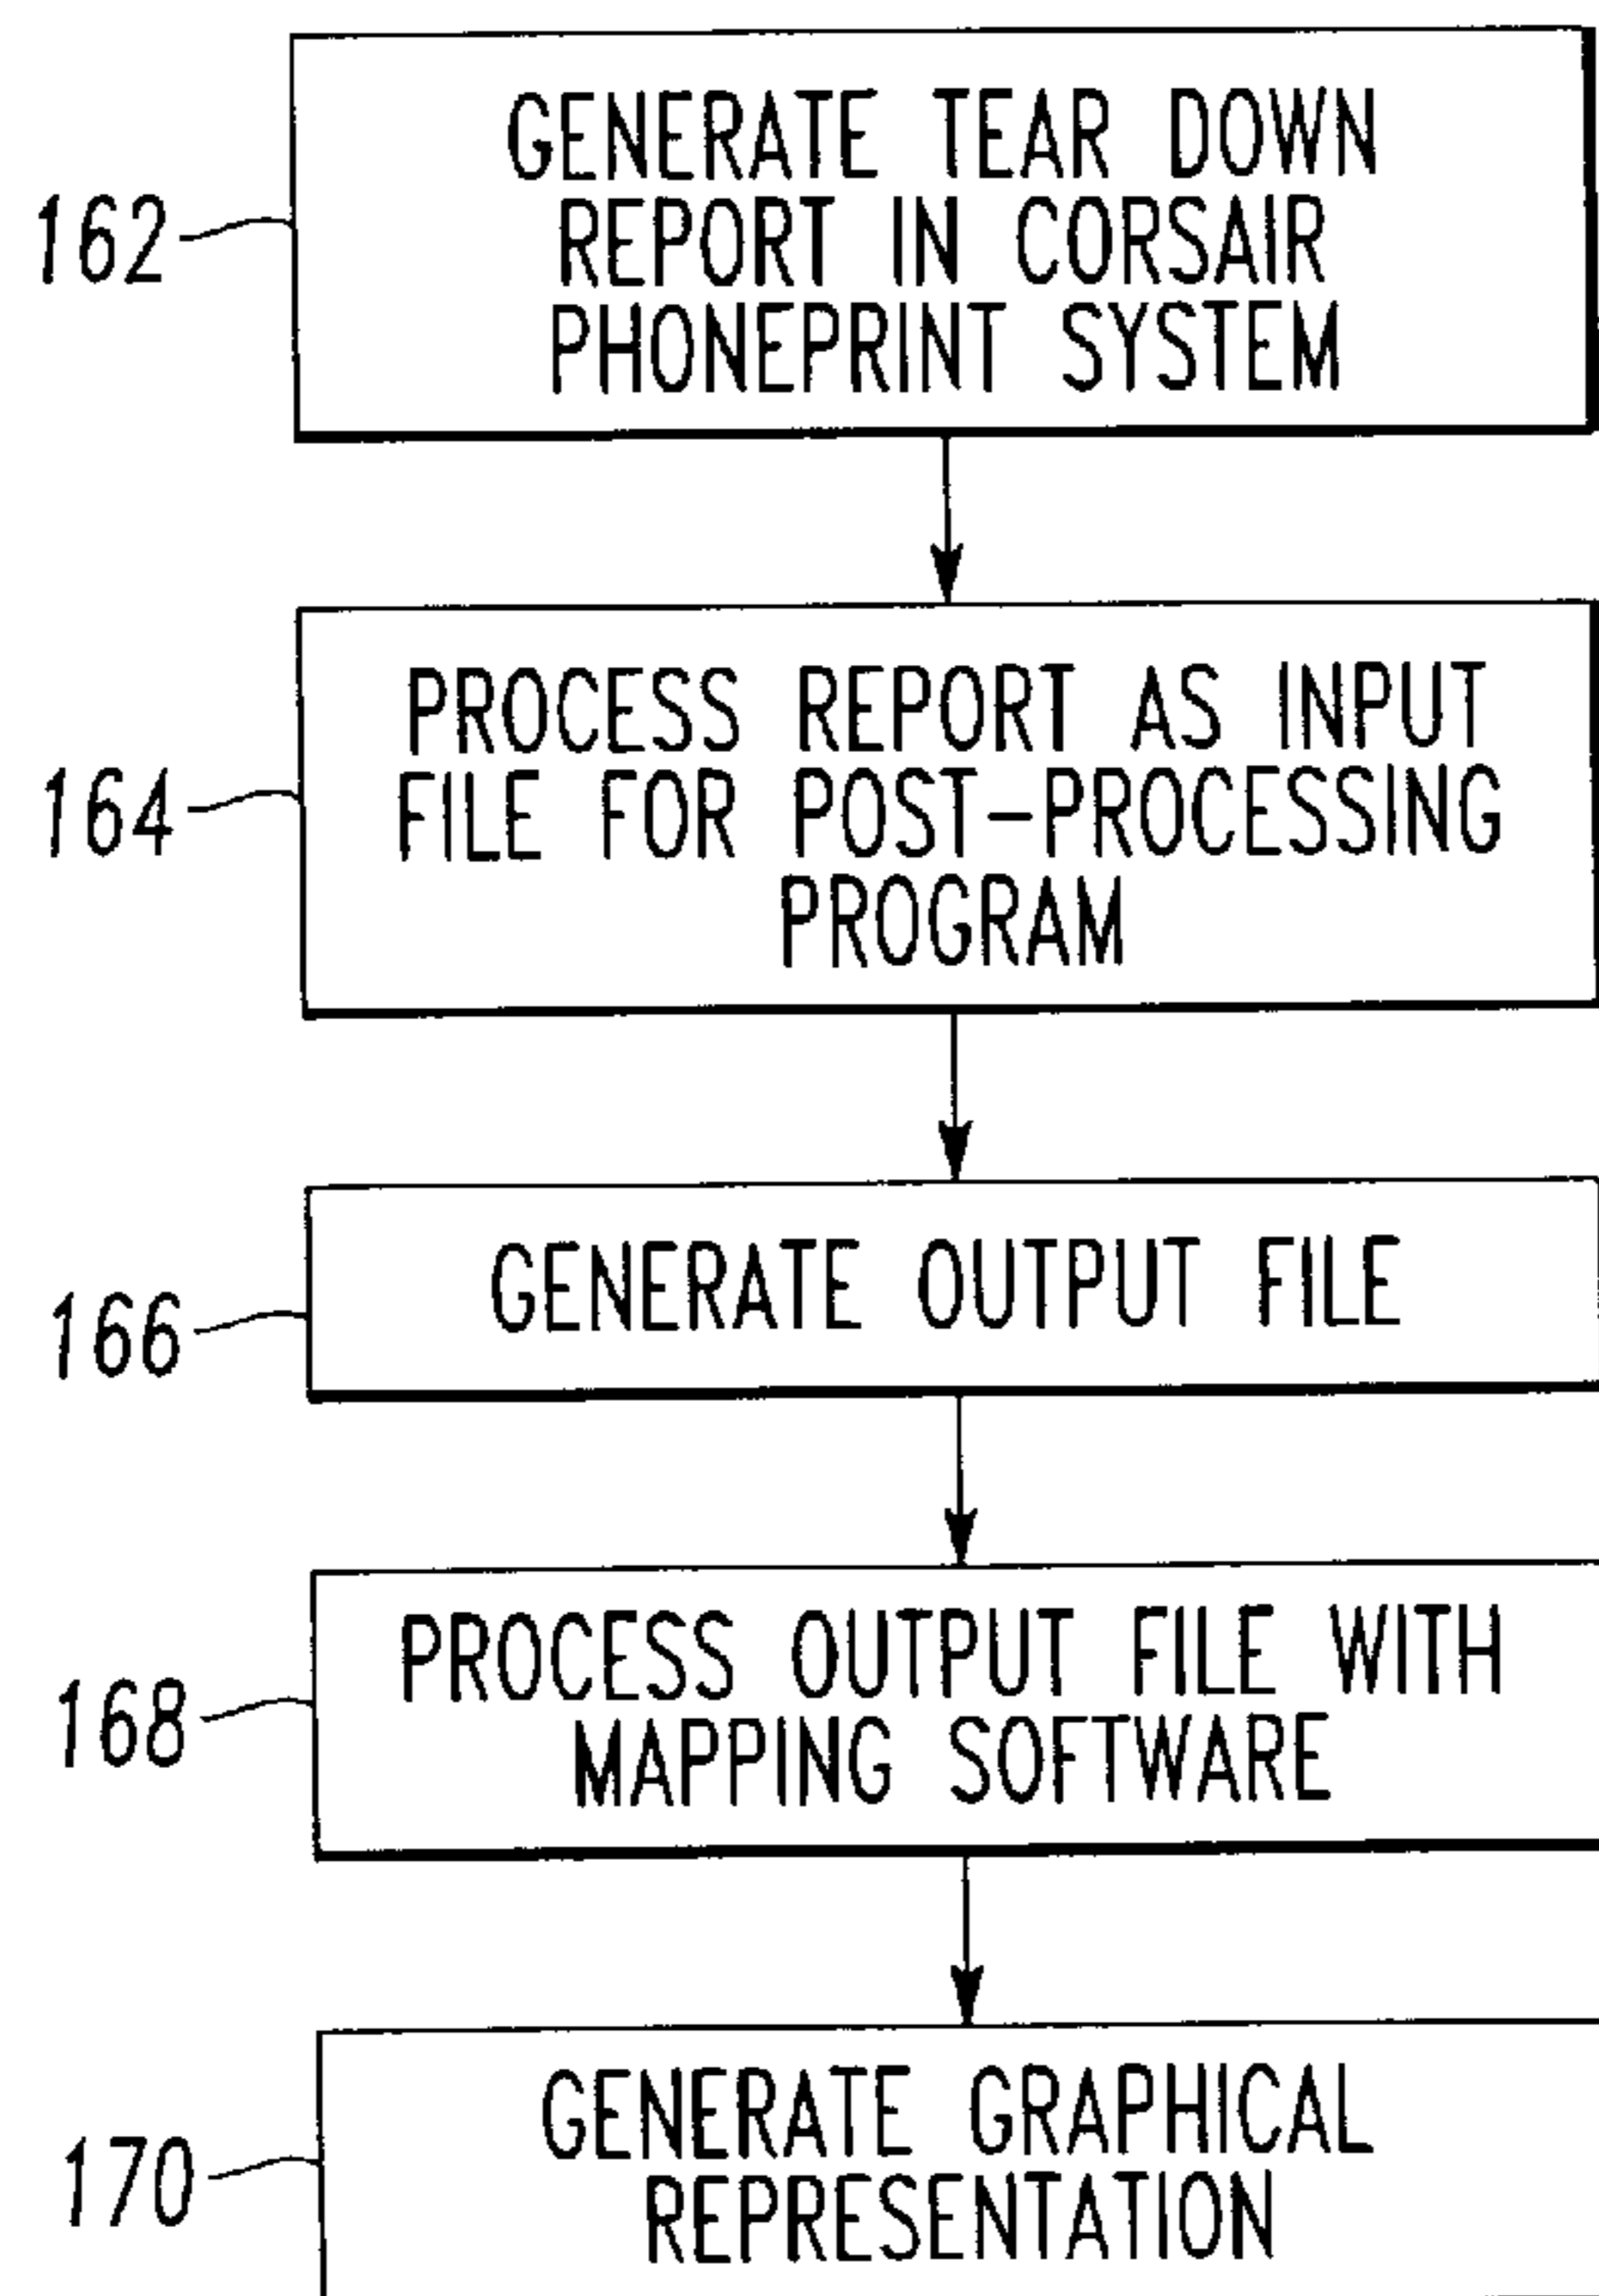 162
GENERATE TEAR DOWN
REPORT IN CORSAIR
PHONEPRINT SYSTEM
164
PROCESS REPORT AS INPUT
FILE FOR POST-PROCESSING
PROGRAM
166
GENERATE OUTPUT FILE
168
PROCESS OUTPUT FILE WITH
MAPPING SOFTWARE
170
GENERATE GRAPHICAL
REPRESENTATION